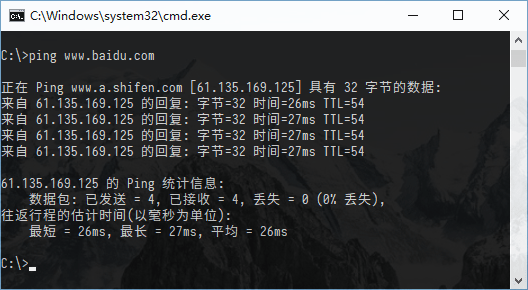 C:\Windows\system32\cmd.exe
C:\>ping www.baidu.com
正在 Ping www.a.shifen.com [61.135.169.125] 具有 32 字节的数据:
来自 61.135.169.125 的回复: 字节=32 时间=26ms TTL=54
来自 61.135.169.125 的回复: 字节=32 时间=27ms TTL=54
来自 61.135.169.125 的回复: 字节=32 时间=27ms TTL=54
来自 61.135.169.125 的回复: 字节=32 时间=27ms TTL=54
61.135.169.125 的 Ping 统计信息:
数据包: 已发送 = 4, 已接收 = 4, 丢失 = 0 (0% 丢失),
往返行程的估计时间(以毫秒为单位):
最短 = 26ms, 最长 = 27ms, 平均 = 26ms
C:\>